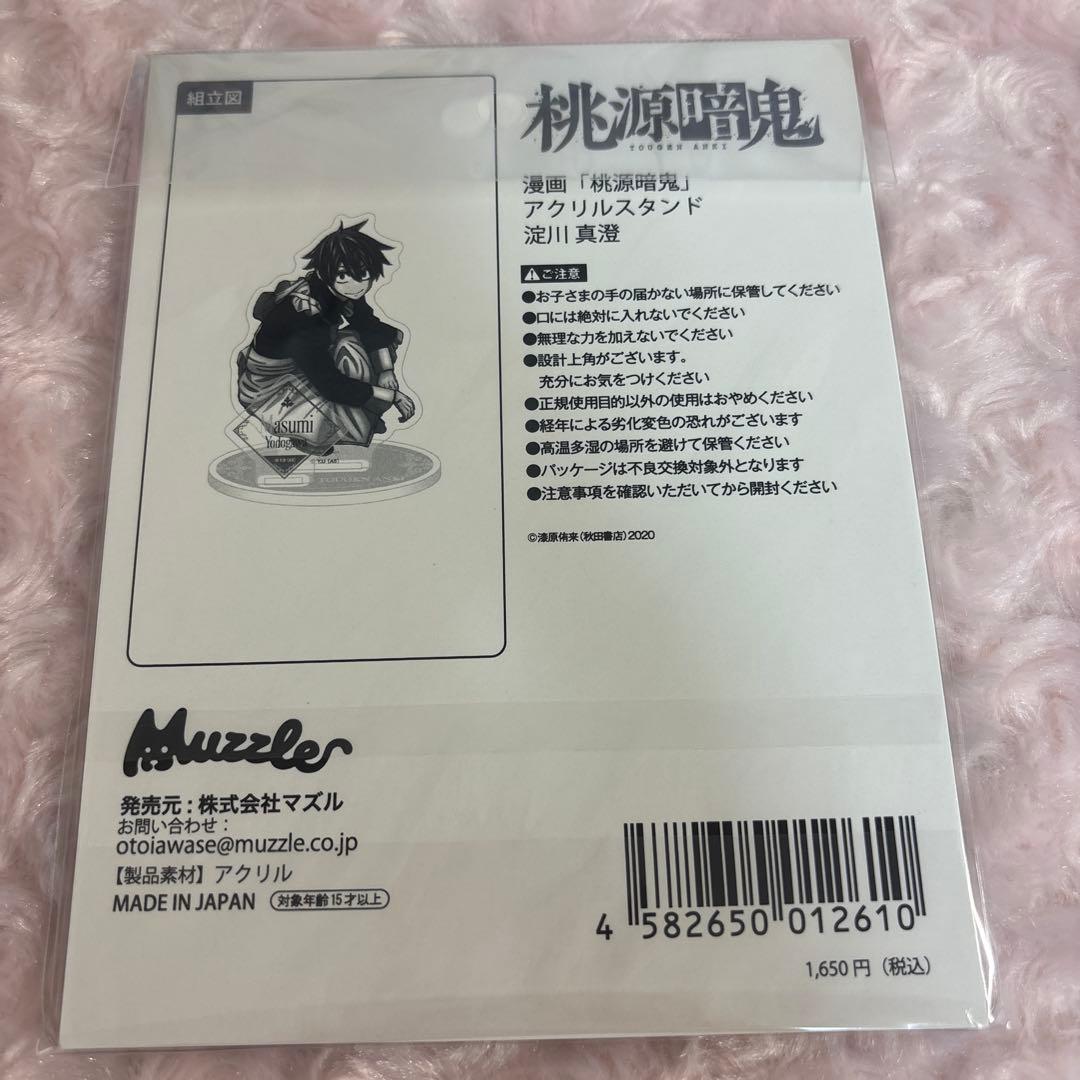 組立図
asumi
Yodogawa
TOUGEN ANKI
桃源暗鬼
TOUGEN ANKI
漫画「桃源暗鬼」
アクリルスタンド
淀川 真澄
ご注意
●お子さまの手の届かない場所に保管してください
●口には絶対に入れないでください
●無理な力を加えないでください
●設計上角がございます。
充分にお気をつけください
●正規使用目的以外の使用はおやめください
●経年による劣化変色の恐れがございます
●高温多湿の場所を避けて保管ください
●パッケージは不良交換対象外となります
●注意事項を確認いただいてから開封ください
©漆原侑来（秋田書店）2020
Muzzle
発売元：株式会社マズル
お問い合わせ：
otoiawase@muzzle.co.jp
【製品素材】アクリル
MADE IN JAPAN 対象年齢15才以上
4 582650 012610
1,650円（税込）